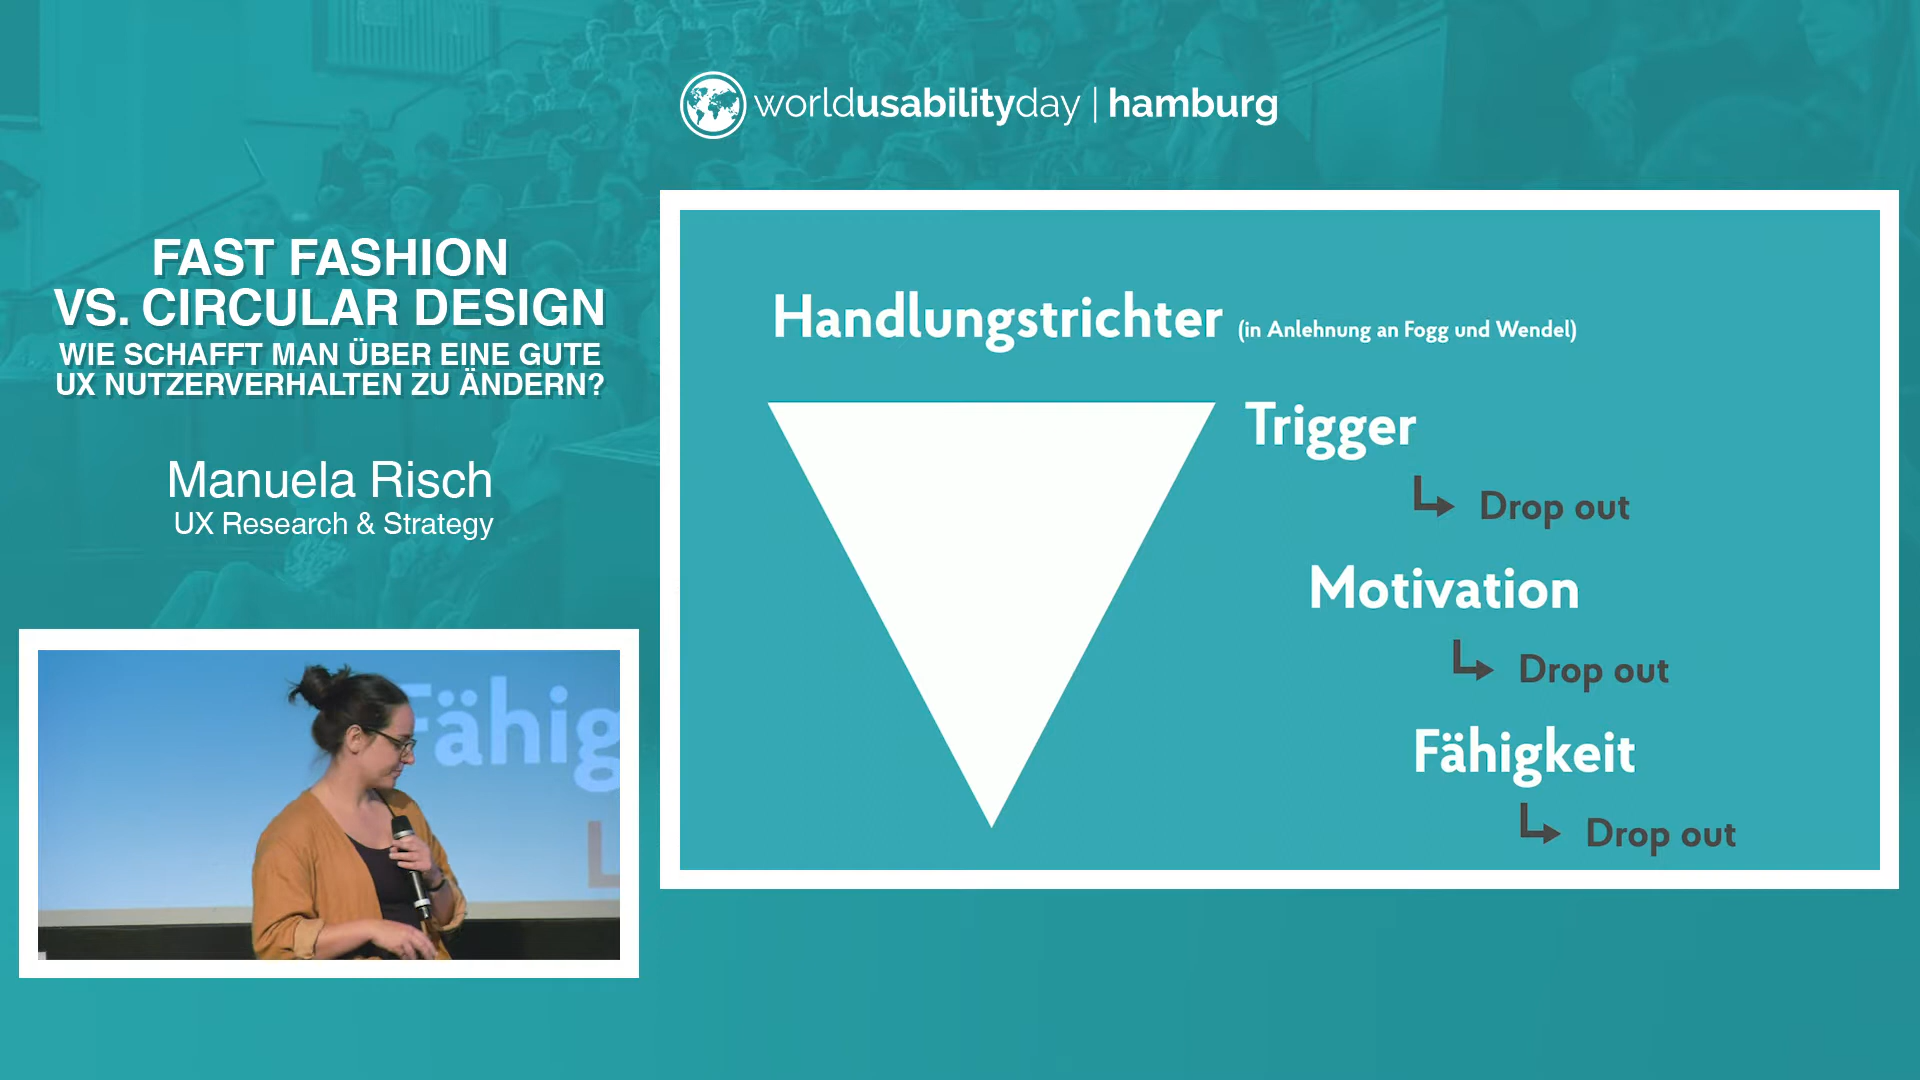 worldusabilityday | hamburg
FAST FASHION
VS. CIRCULAR DESIGN
WIE SCHAFFT MAN ÜBER EINE GUTE
UX NUTZERVERHALTEN ZU ÄNDERN?
Manuela Risch
UX Research & Strategy
Handlungstrichter (in Anlehnung an Fogg und Wendel)
Trigger
Drop out
Motivation
Drop out
Fähigkeit
Drop out
Fähig